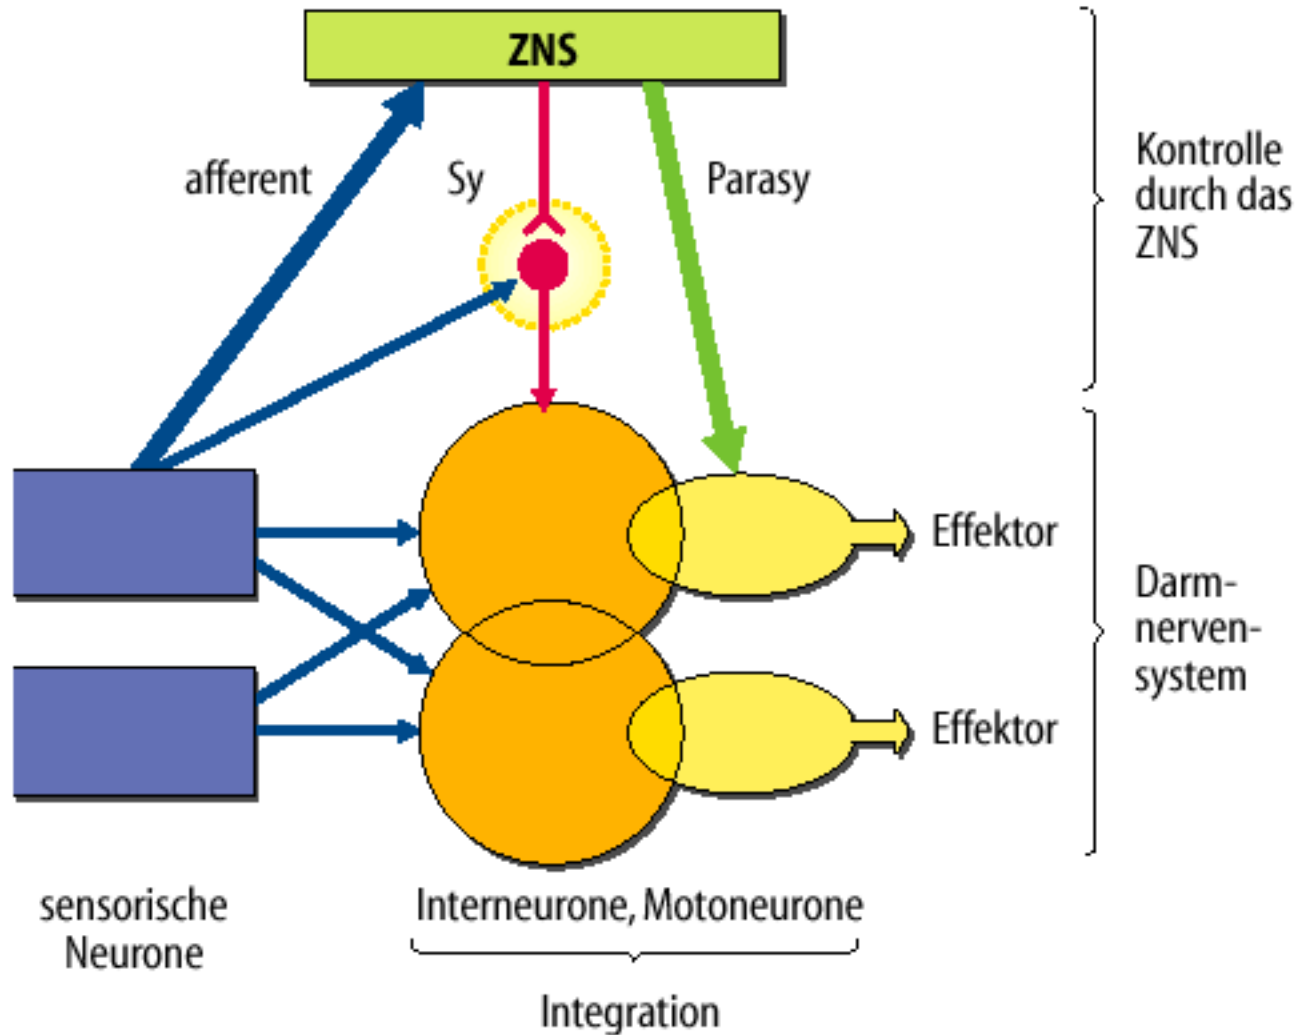 ZNS
afferent
Sy
Parasy
Kontrolle
durch das
ZNS
Effektor
Effektor
Darm-
nerven-
system
sensorische
Neurone
Interneurone, Motoneurone
Integration